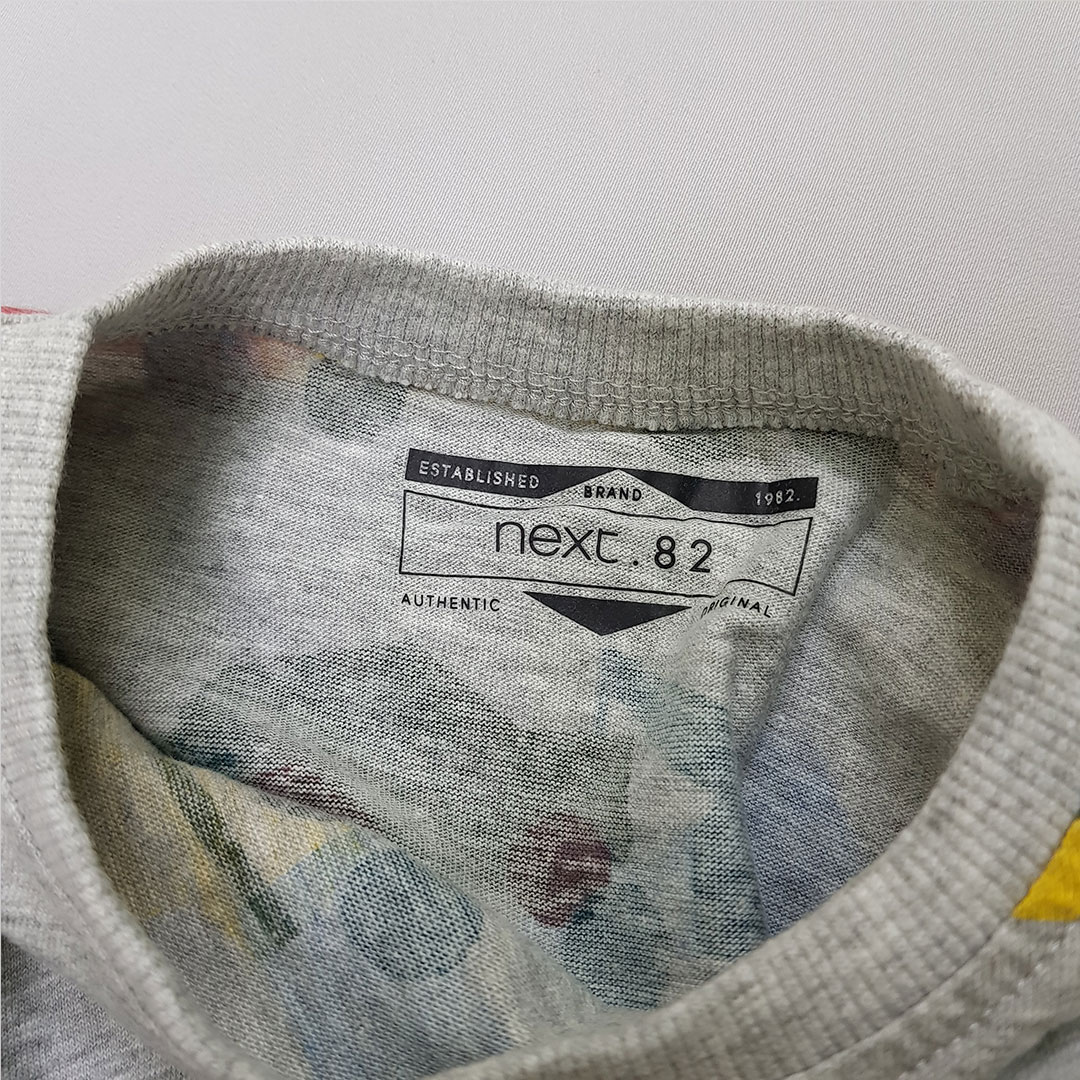 ESTABLISHED BRAND 1982.
next.82
AUTHENTIC ORIGINAL